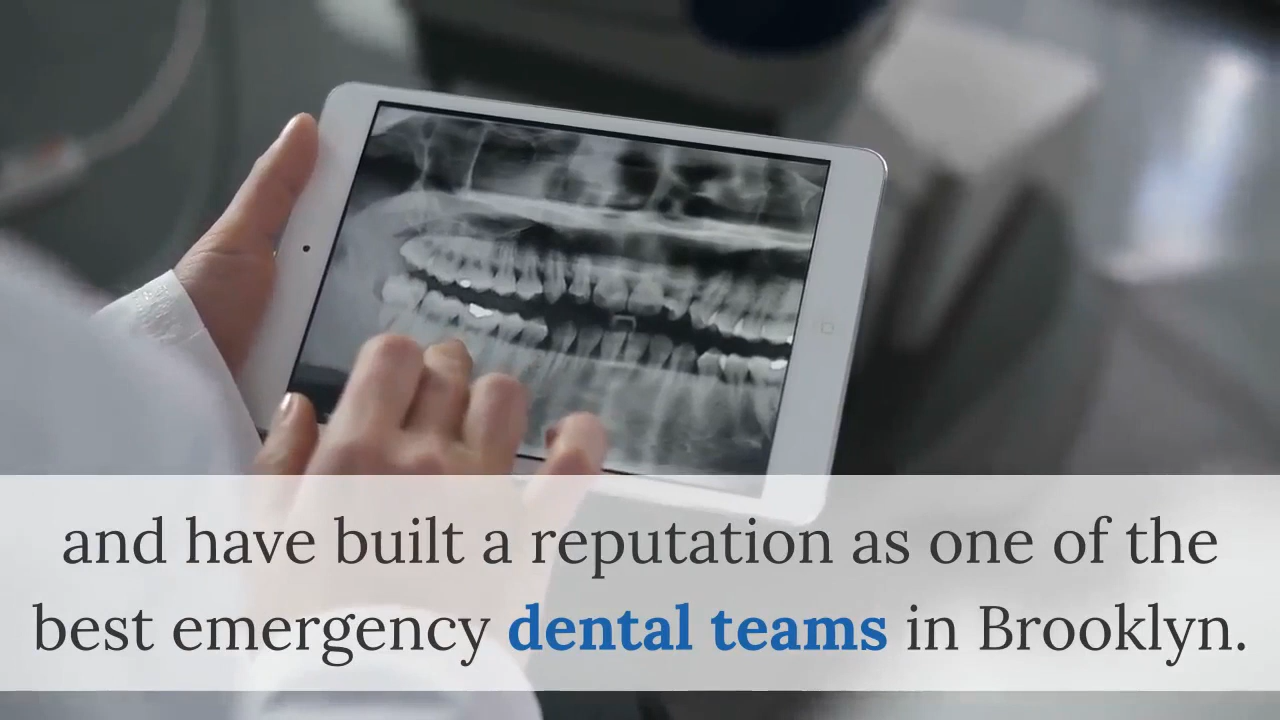 and have built a reputation as one of the
best emergency dental teams in Brooklyn.